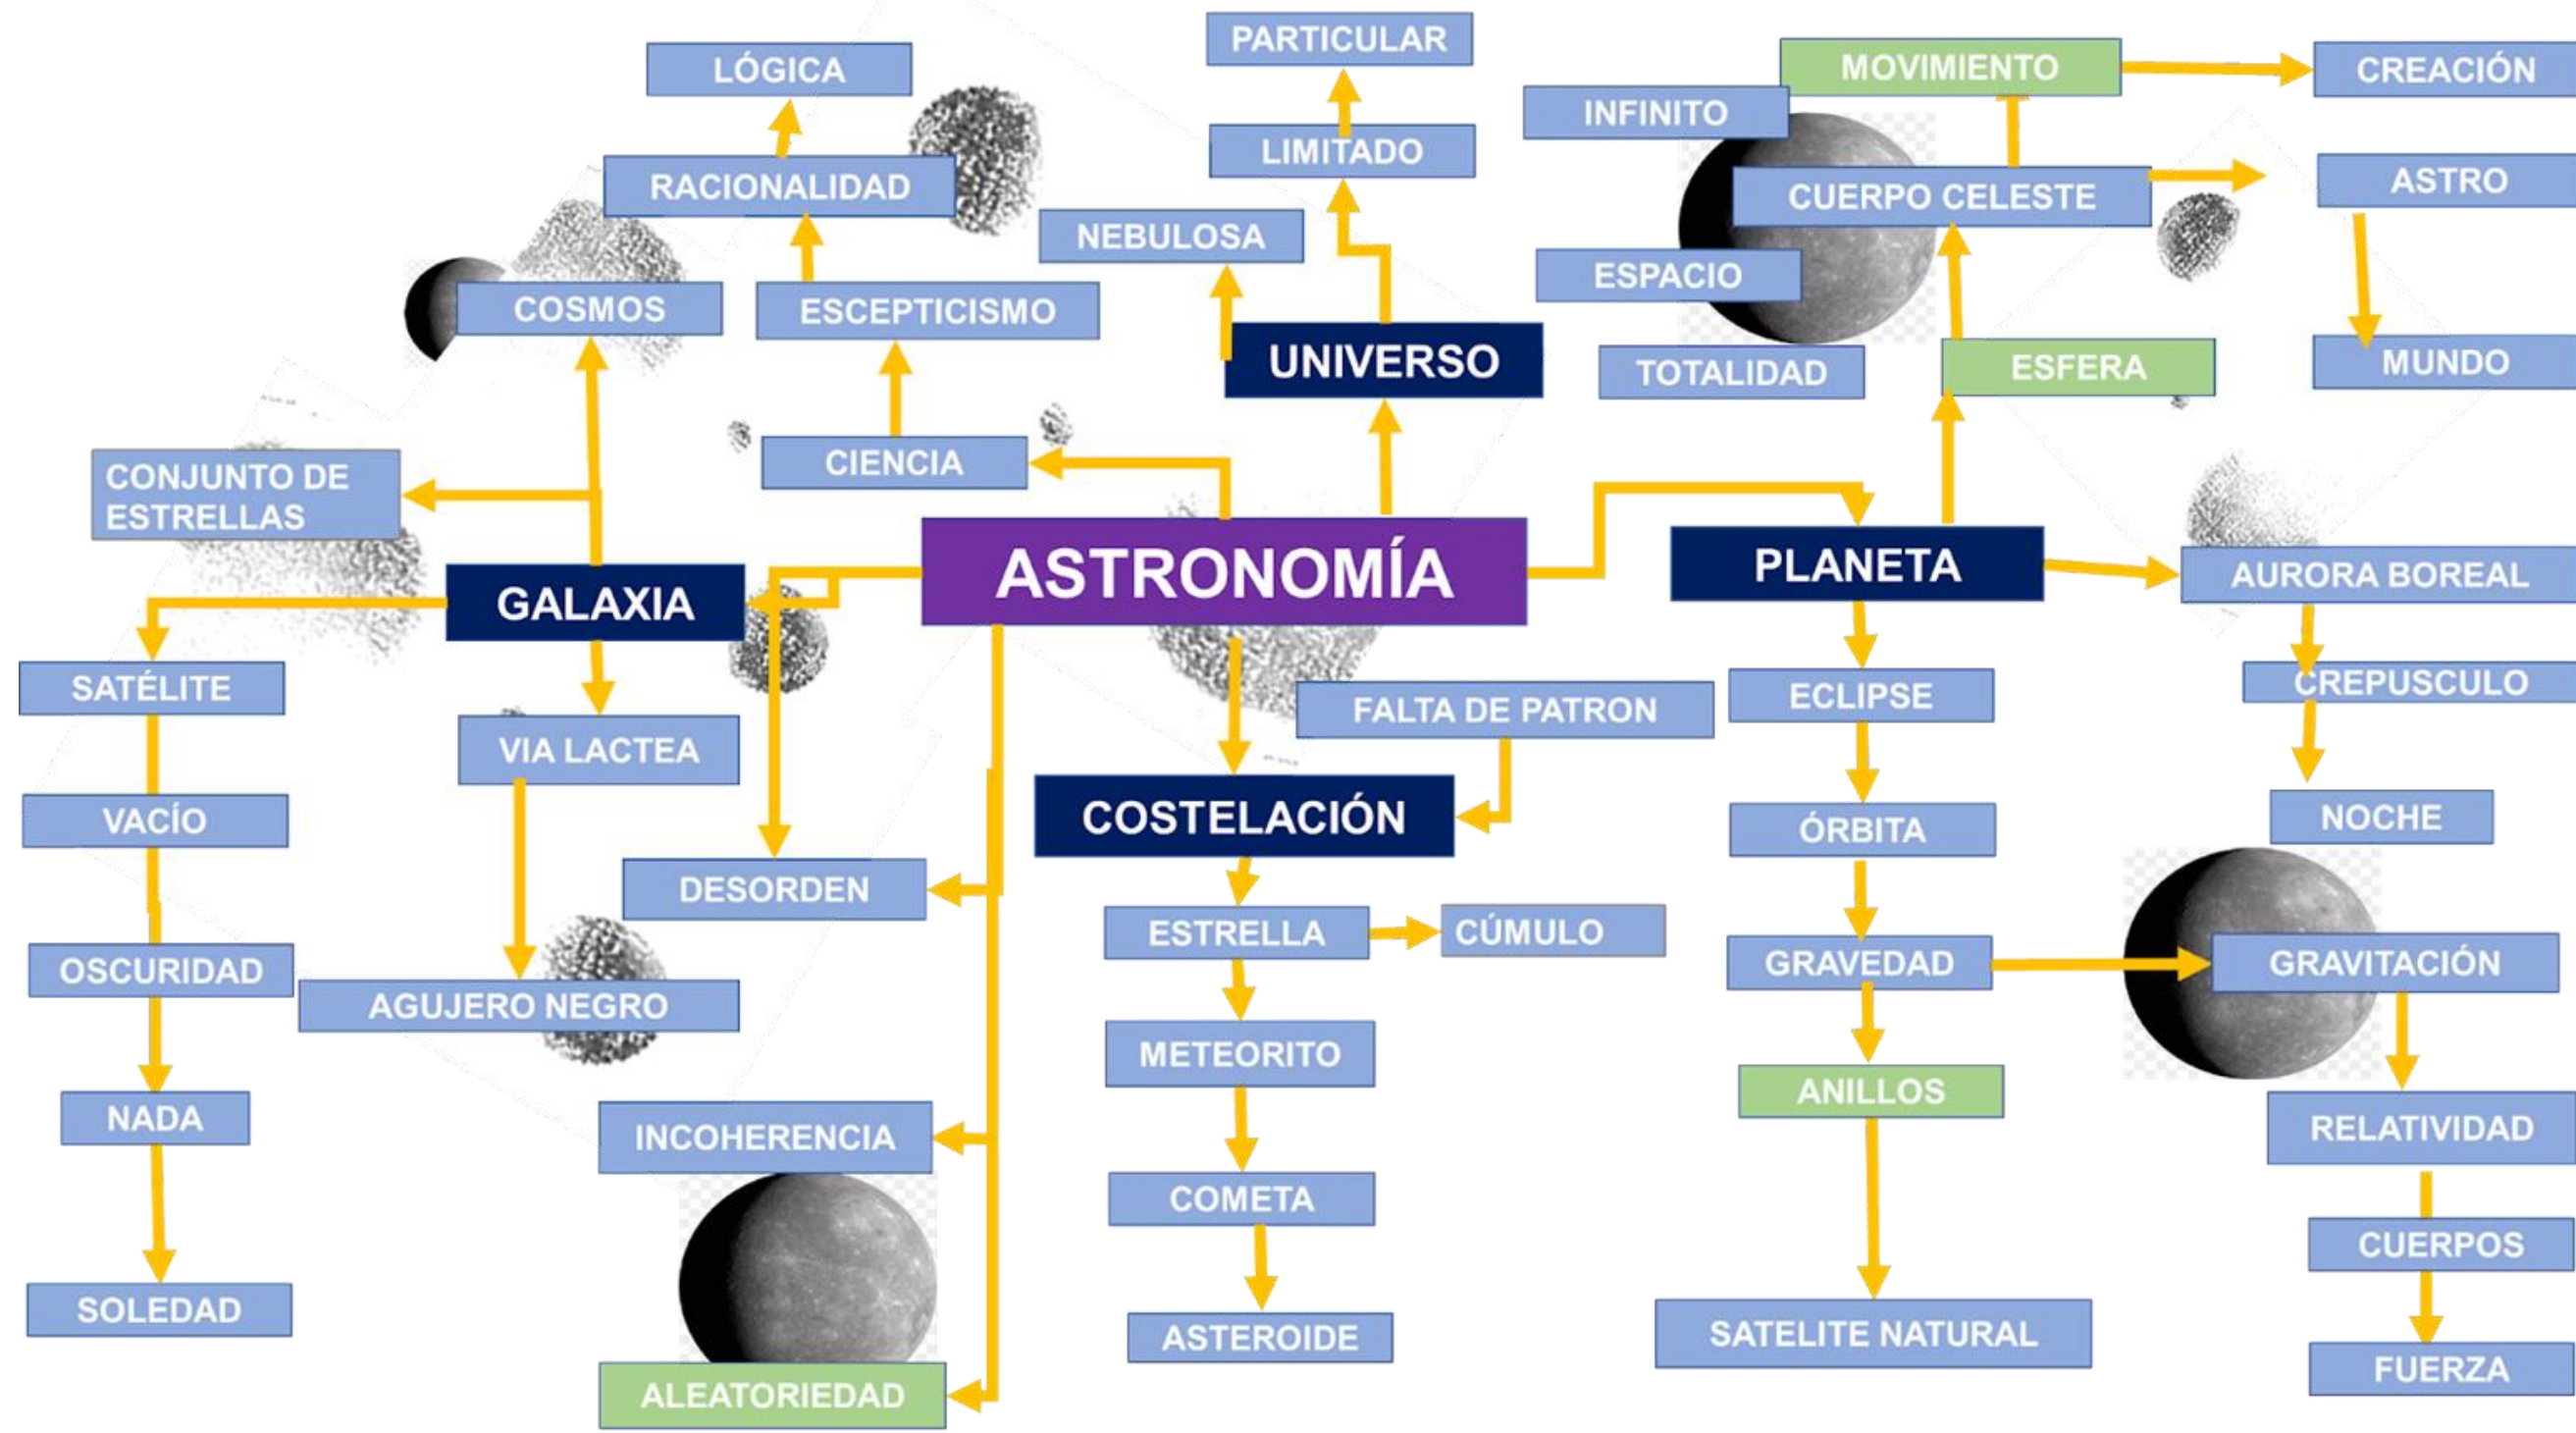 PARTICULAR
LÓGICA
MOVIMIENTO
CREACIÓN
INFINITO
LIMITADO
RACIONALIDAD
CUERPO CELESTE
ASTRO
NEBULOSA
ESPACIO
COSMOS
ESCEPTICISMO
UNIVERSO
TOTALIDAD
ESFERA
MUNDO
CONJUNTO DE
ESTRELLAS
CIENCIA
ASTRONOMÍA
PLANETA
AURORA BOREAL
GALAXIA
SATÉLITE
VIA LACTEA
FALTA DE PATRON
ECLIPSE
CREPUSCULO
VACÍO
COSTELACIÓN
ÓRBITA
NOCHE
DESORDEN
ESTRELLA
CÚMULO
OSCURIDAD
AGUJERO NEGRO
GRAVEDAD
GRAVITACIÓN
METEORITO
NADA
INCOHERENCIA
ANILLOS
RELATIVIDAD
COMETA
CUERPOS
SOLEDAD
ASTEROIDE
SATELITE NATURAL
ALEATORIEDAD
FUERZA